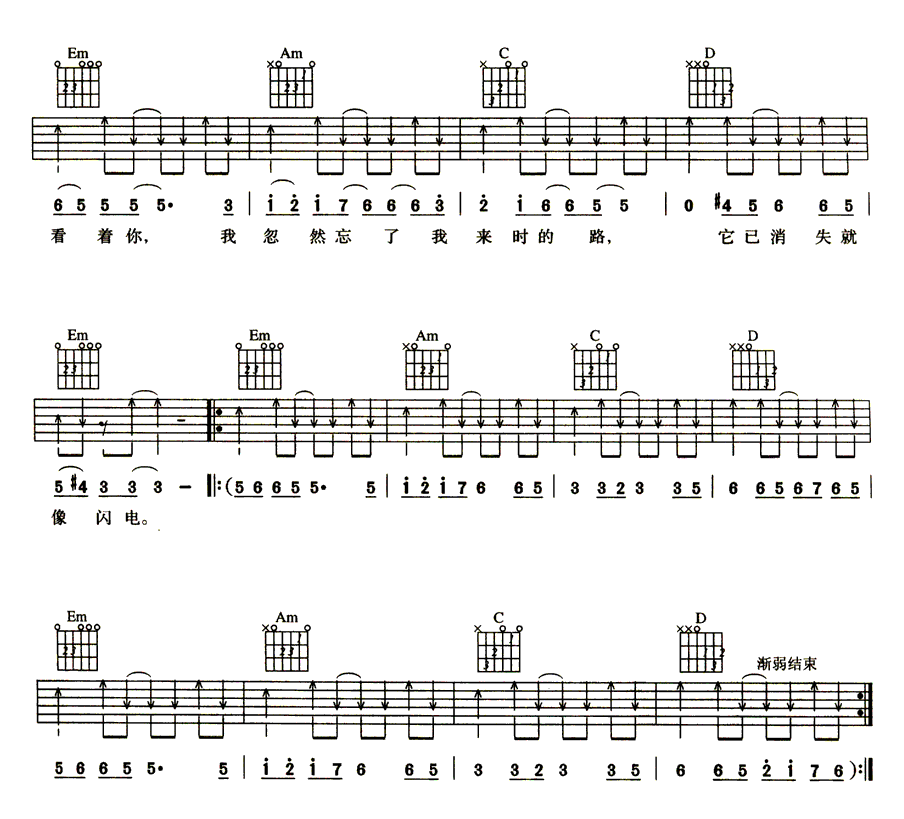 Em Am C D
6 5 5 5 5· 3 | i 2̇ i 7 6 6 6 3̇ | 2̇ i 6 6 5 5 | 0 #4 5 6 6 5 |
看 着 你, 我 忽 然 忘 了 我 来 时 的 路, 它 已 消 失 就
Em Em Am C D
5 #4 3 3 3 − ‖: (5 6 6 5 5· 5 | i 2̇ i 7 6 6 5 | 3 3 2 3 3 5 | 6 6 5 6 7 6 5 |
像 闪 电。
Em Am C D
渐弱结束
5 6 6 5 5· 5 | i 2̇ i 7 6 6 5 | 3 3 2 3 3 5 | 6 6 5 2̇ i 7 6 ) :‖